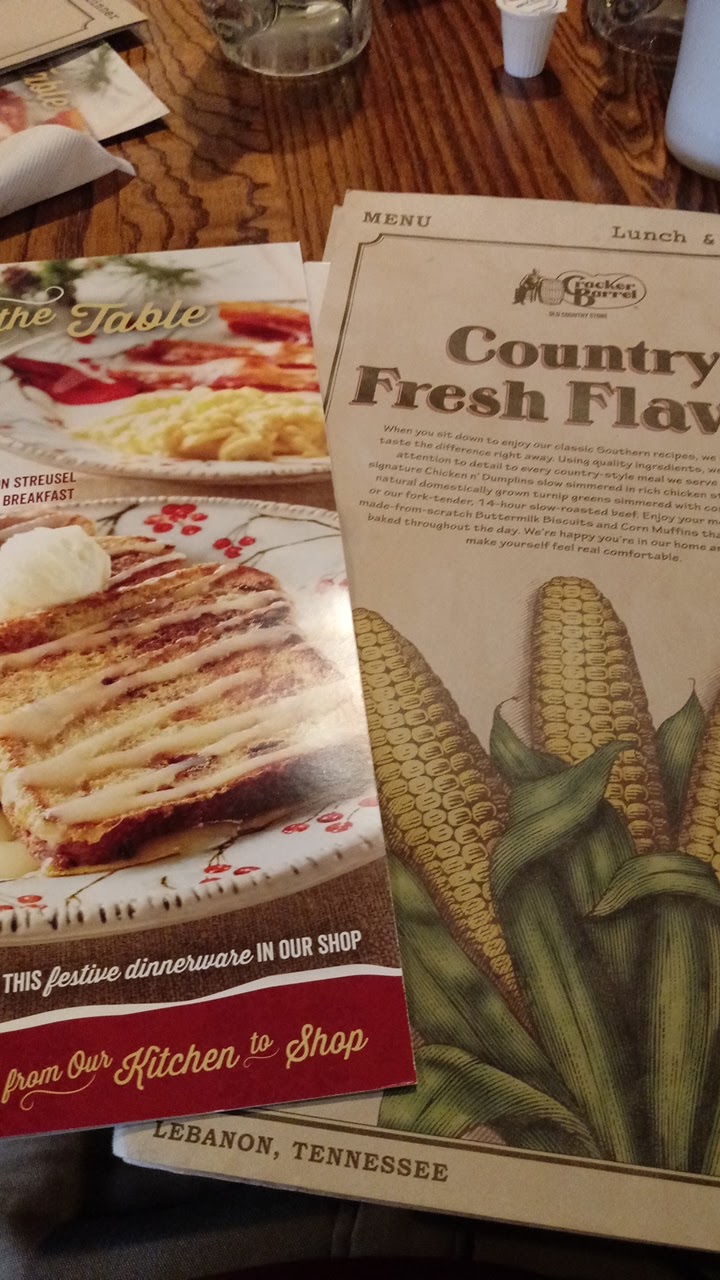 Dinner
Table
the Table
N STREUSEL
BREAKFAST
THIS festive dinnerware IN OUR SHOP
from Our Kitchen to Shop
MENU
Lunch &
Cracker
Barrel
OLD COUNTRY STORE
Country
Fresh Flav
When you sit down to enjoy our classic Southern recipes, we
taste the difference right away. Using quality ingredients, we
attention to detail to every country-style meal we serve
signature Chicken n' Dumplins slow simmered in rich chicken s
natural domestically grown turnip greens simmered with co
or our fork-tender, 14-hour slow-roasted beef. Enjoy your m
made-from-scratch Buttermilk Biscuits and Corn Muffins tha
baked throughout the day. We're happy you're in our home a
make yourself feel real comfortable.
LEBANON, TENNESSEE